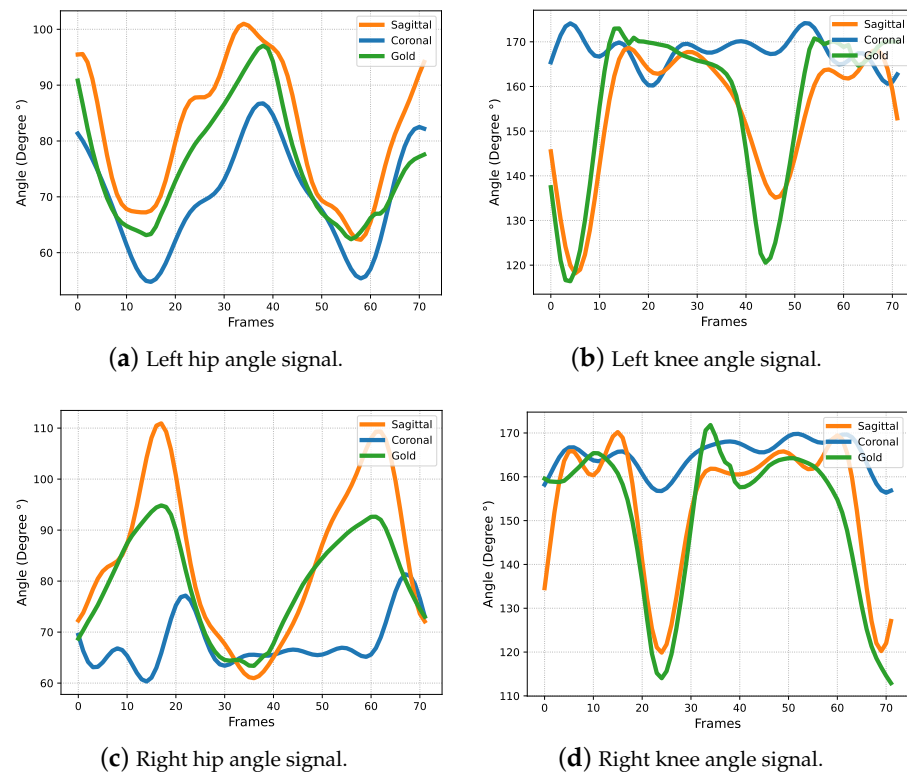 100
90
80
70
60
Angle (Degree °)
0 10 20 30 40 50 60 70
Frames
Sagittal
Coronal
Gold
(a) Left hip angle signal.
170
160
150
140
130
120
Angle (Degree °)
0 10 20 30 40 50 60 70
Frames
Sagittal
Coronal
Gold
(b) Left knee angle signal.
110
100
90
80
70
60
Angle (Degree °)
0 10 20 30 40 50 60 70
Frames
Sagittal
Coronal
Gold
(c) Right hip angle signal.
170
160
150
140
130
120
110
Angle (Degree °)
0 10 20 30 40 50 60 70
Frames
Sagittal
Coronal
Gold
(d) Right knee angle signal.